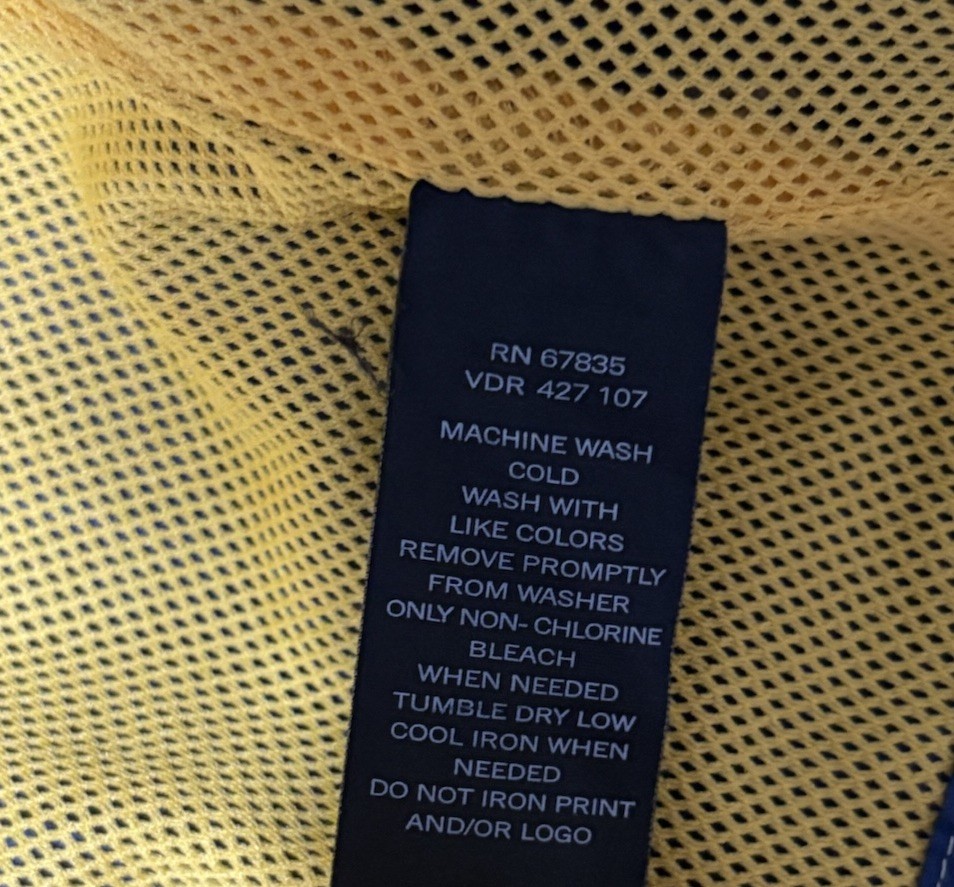 RN 67835
VDR 427 107
MACHINE WASH
COLD
WASH WITH
LIKE COLORS
REMOVE PROMPTLY
FROM WASHER
ONLY NON-CHLORINE
BLEACH
WHEN NEEDED
TUMBLE DRY LOW
COOL IRON WHEN
NEEDED
DO NOT IRON PRINT
AND/OR LOGO